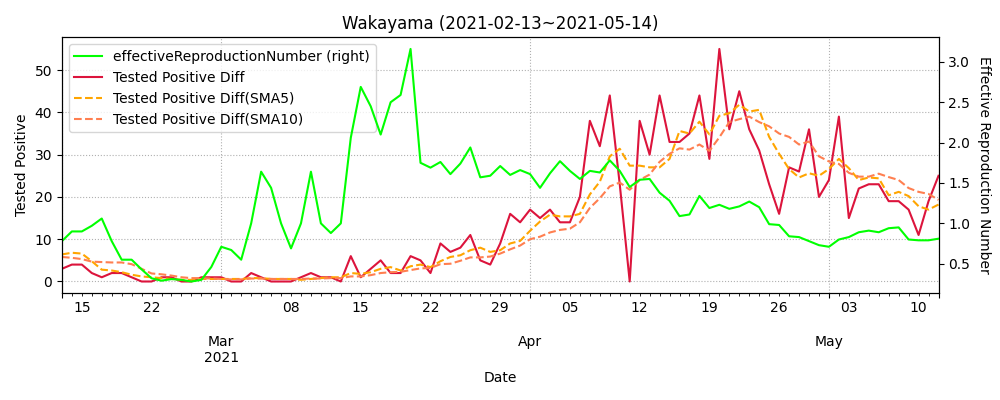 Wakayama (2021-02-13~2021-05-14)
effectiveReproductionNumber (right)
Tested Positive Diff
Tested Positive Diff(SMA5)
Tested Positive Diff(SMA10)
Tested Positive
50
40
30
20
10
0
3.0
2.5
2.0
1.5
1.0
0.5
Effective Reproduction Number
15 22 08 15 22 29 05 12 19 26 03 10
Mar Apr May
2021
Date